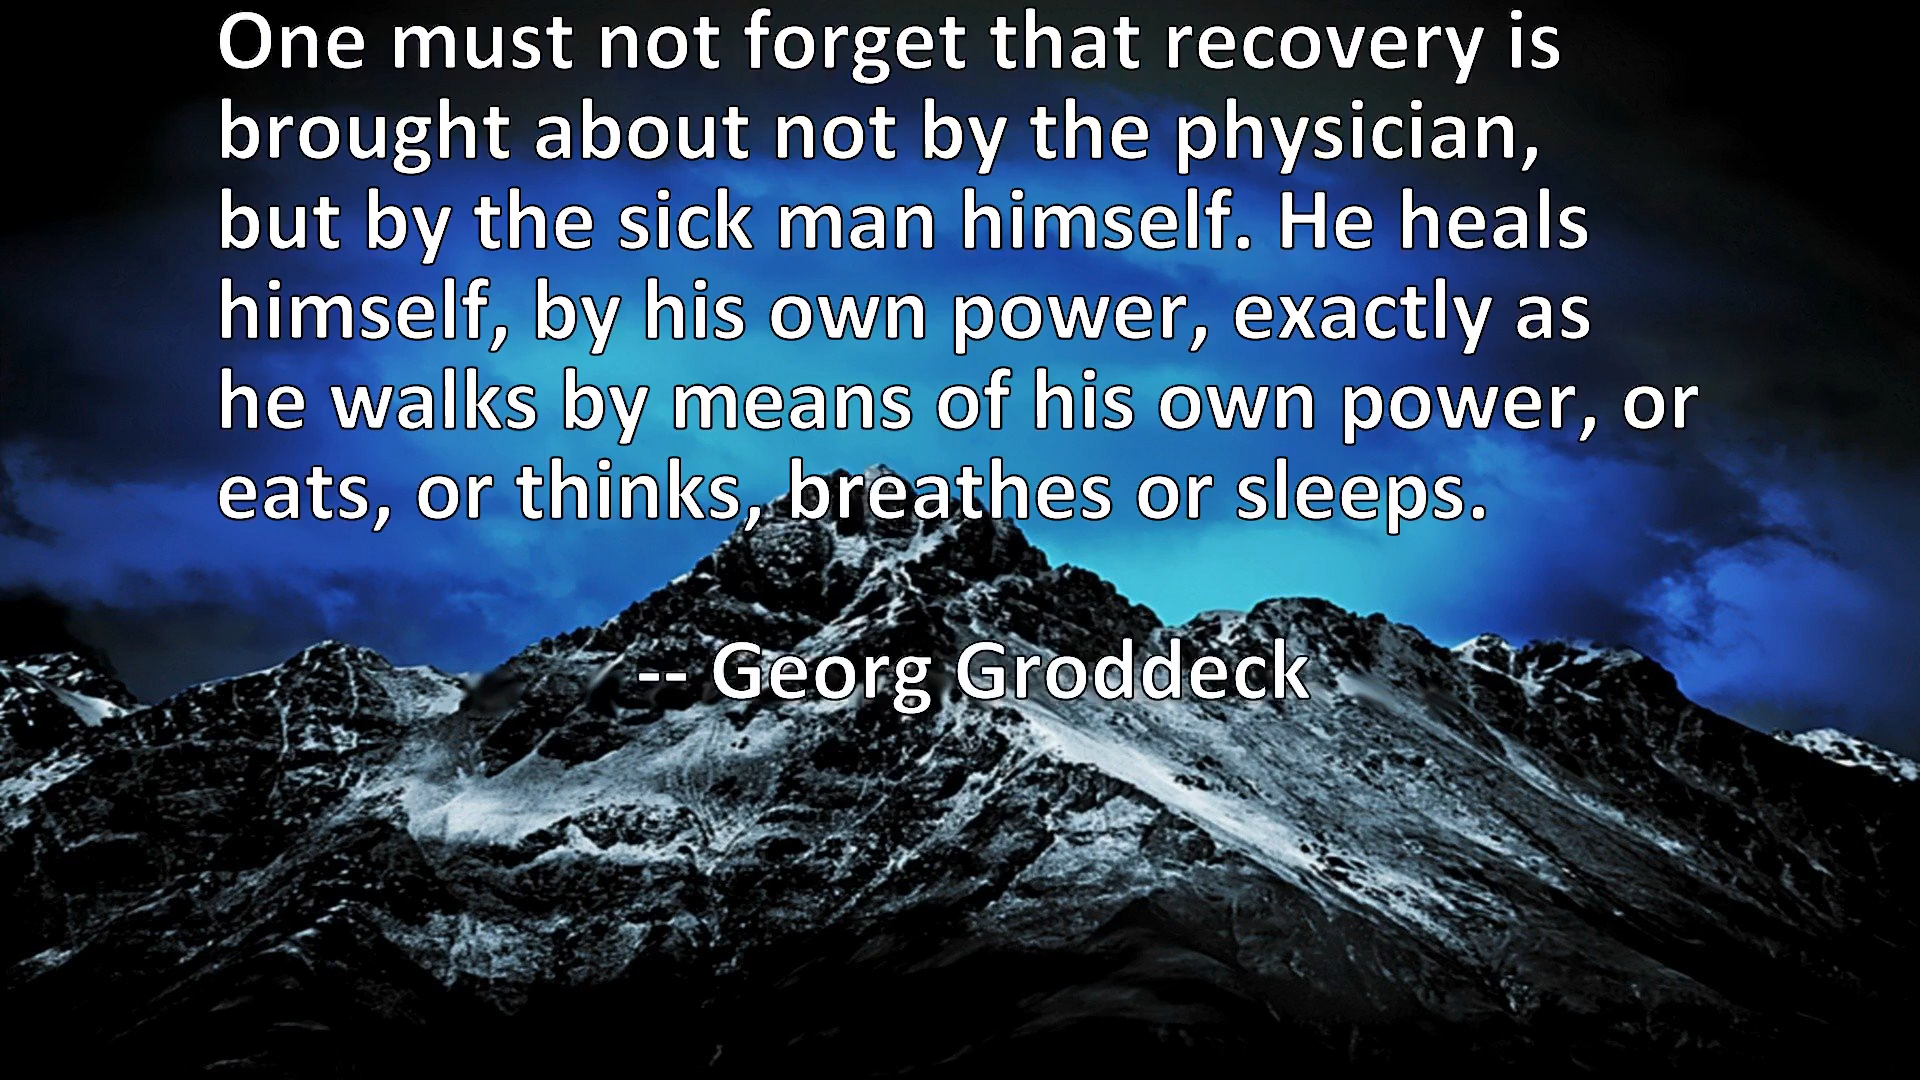 One must not forget that recovery is
brought about not by the physician,
but by the sick man himself. He heals
himself, by his own power, exactly as
he walks by means of his own power, or
eats, or thinks, breathes or sleeps.
-- Georg Groddeck